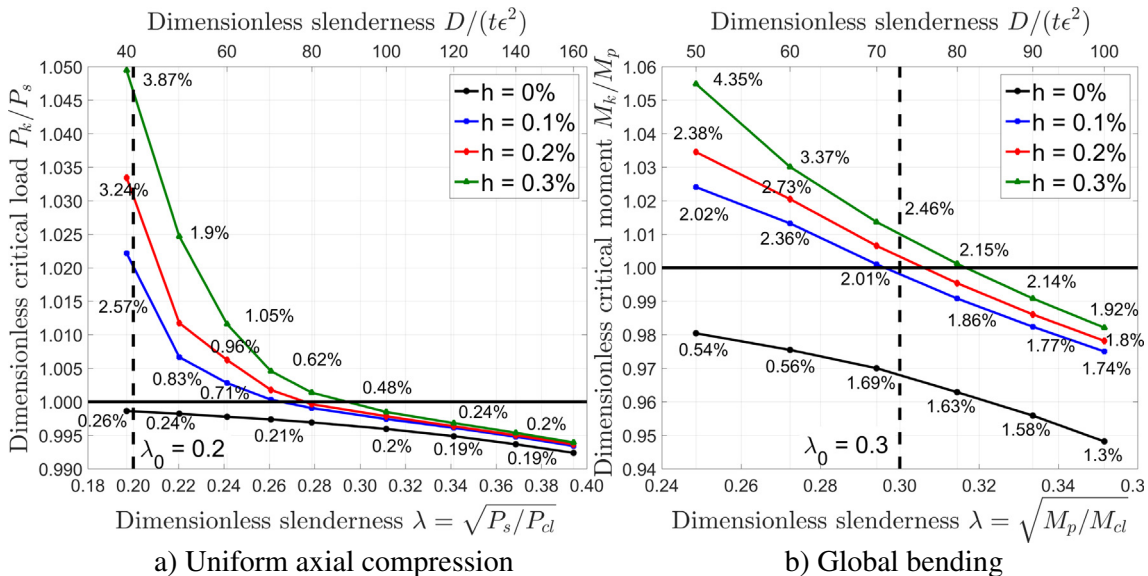 Dimensionless slenderness D/(tϵ²)
40 50 60 70 80 100 120 140 160
Dimensionless critical load P_k/P_s
1.050
1.045
1.040
1.035
1.030
1.025
1.020
1.015
1.010
1.005
1.000
0.995
0.990
h = 0%
h = 0.1%
h = 0.2%
h = 0.3%
3.87%
3.24%
1.9%
2.57%
1.05%
0.96%
0.83%
0.71%
0.62%
0.48%
0.26%
0.24%
0.21%
0.2%
0.24%
0.19%
0.2%
0.19%
λ₀ = 0.2
0.18 0.20 0.22 0.24 0.26 0.28 0.30 0.32 0.34 0.36 0.38 0.40
Dimensionless slenderness λ = √(P_s/P_cl)
a) Uniform axial compression
Dimensionless slenderness D/(tϵ²)
50 60 70 80 90 100
Dimensionless critical moment M_k/M_p
1.06
1.05
1.04
1.03
1.02
1.01
1.00
0.99
0.98
0.97
0.96
0.95
0.94
h = 0%
h = 0.1%
h = 0.2%
h = 0.3%
4.35%
2.38%
3.37%
2.73%
2.02%
2.46%
2.36%
2.15%
2.01%
2.14%
1.86%
1.92%
1.77%
1.8%
1.74%
0.54%
0.56%
1.69%
1.63%
1.58%
1.3%
λ₀ = 0.3
0.24 0.26 0.28 0.30 0.32 0.34 0.3
Dimensionless slenderness λ = √(M_p/M_cl)
b) Global bending